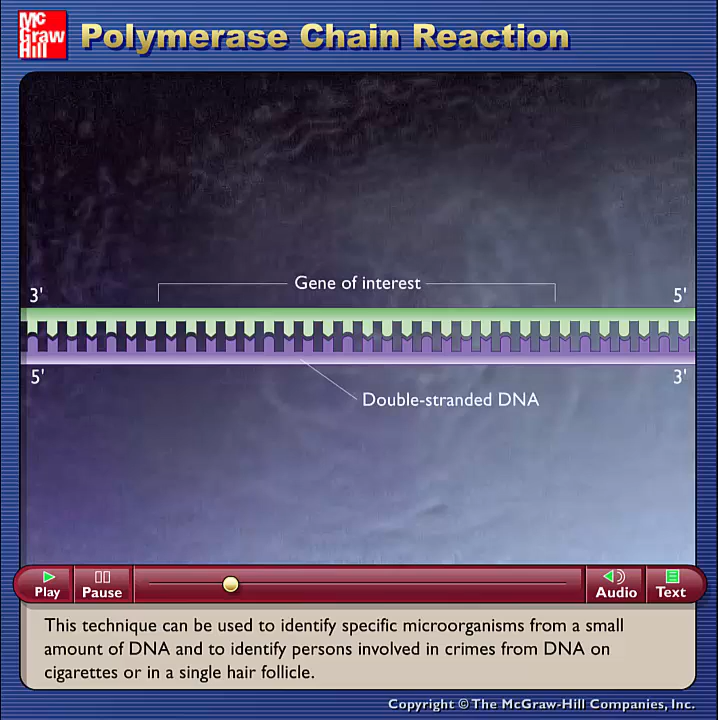 Mc
Graw
Hill
Polymerase Chain Reaction
Gene of interest
3'
5'
5'
3'
Double-stranded DNA
Play
Pause
Audio
Text
This technique can be used to identify specific microorganisms from a small
amount of DNA and to identify persons involved in crimes from DNA on
cigarettes or in a single hair follicle.
Copyright © The McGraw-Hill Companies, Inc.